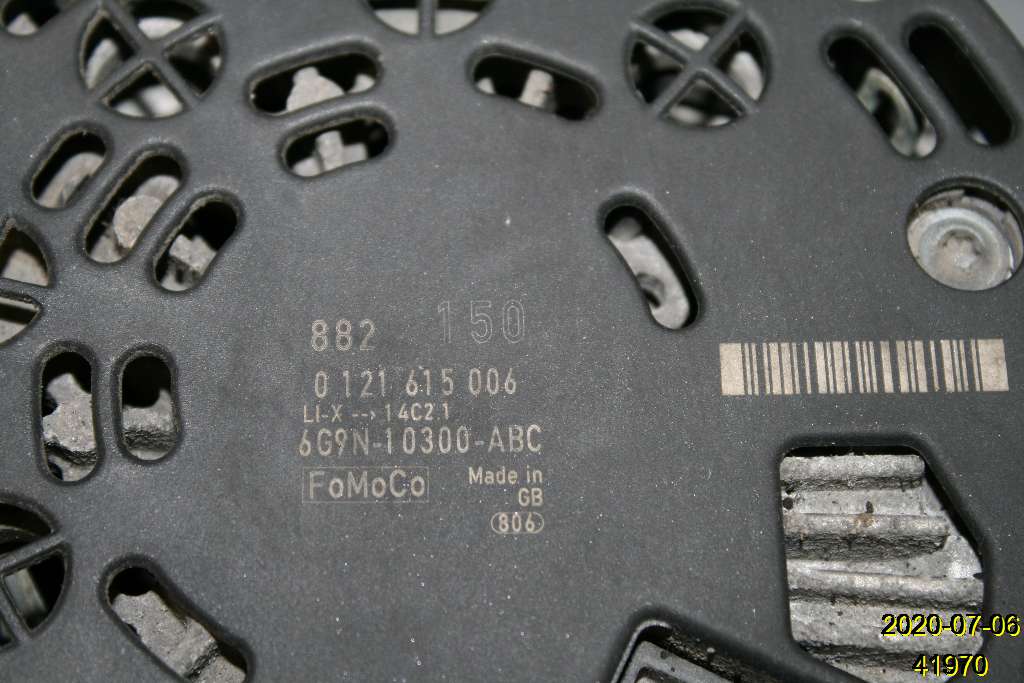 882 150
0 121 615 006
LI-X --> 14C2.1
6G9N-10300-ABC
FoMoCo Made in
GB
806
2020-07-06
41970